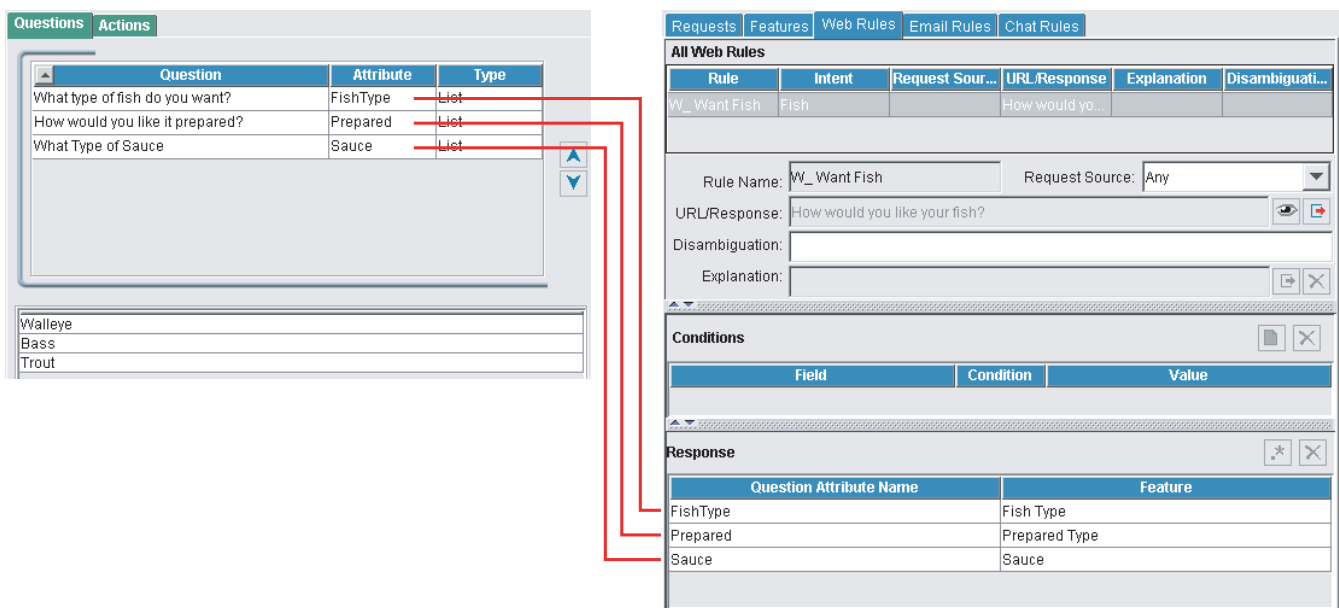 Questions Actions
Question Attribute Type
What type of fish do you want? FishType List
How would you like it prepared? Prepared List
What Type of Sauce Sauce List
Walleye
Bass
Trout
Requests Features Web Rules Email Rules Chat Rules
All Web Rules
Rule Intent Request Sour... URL/Response Explanation Disambiguati...
W_ Want Fish Fish How would yo...
Rule Name: W_ Want Fish Request Source: Any
URL/Response: How would you like your fish?
Disambiguation:
Explanation:
Conditions
Field Condition Value
Response
Question Attribute Name Feature
FishType Fish Type
Prepared Prepared Type
Sauce Sauce